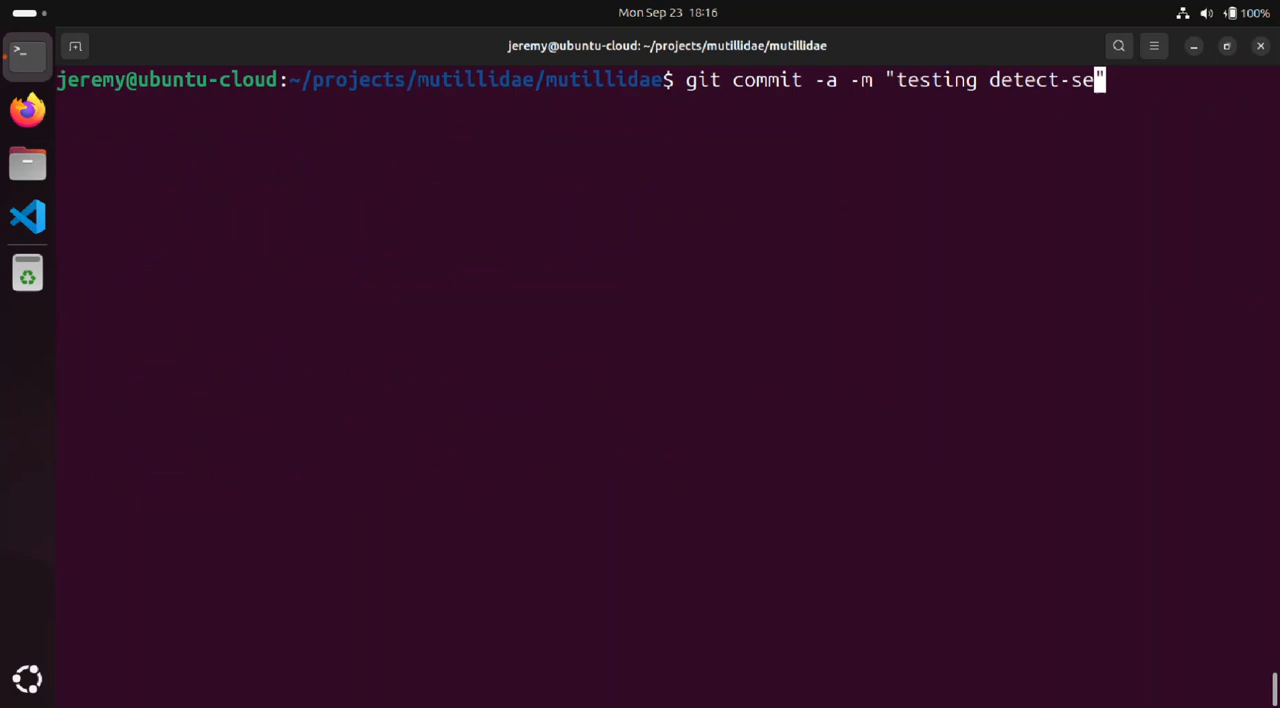 Mon Sep 23 18:16
100%
jeremy@ubuntu-cloud: ~/projects/mutillidae/mutillidae
>_
jeremy@ubuntu-cloud:~/projects/mutillidae/mutillidae$ git commit -a -m "testing detect-se"